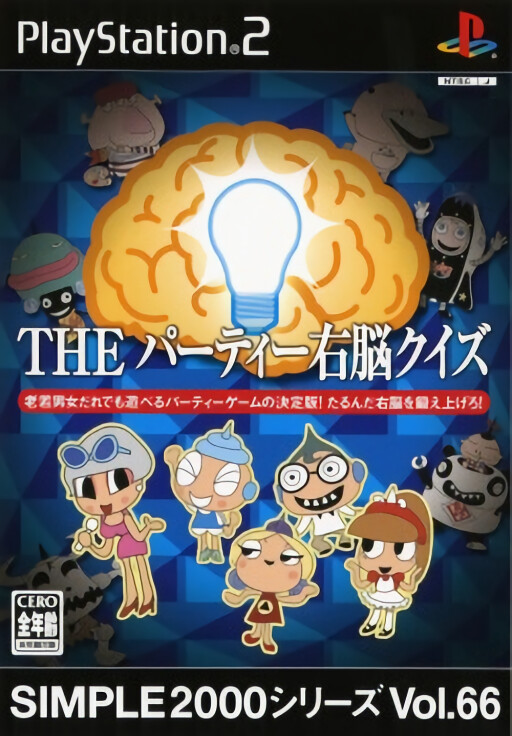 PlayStation.2
NTSC J
THE パーティー右脳クイズ
老若男女だれでも遊べるパーティーゲームの決定版!たるんだ右脳を鍛え上げろ!
CERO
全年齢
SIMPLE2000シリーズ Vol.66